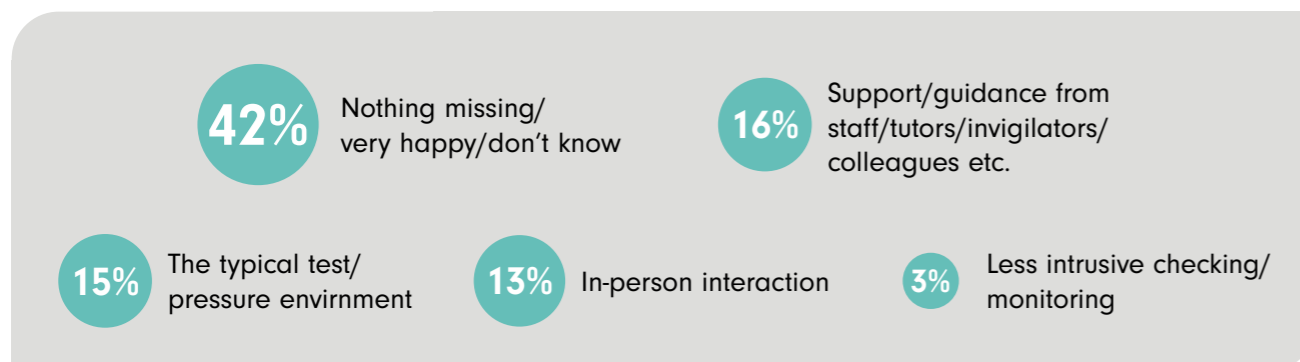 42%
Nothing missing/
very happy/don't know
16%
Support/guidance from
staff/tutors/invigilators/
colleagues etc.
15%
The typical test/
pressure envirnment
13%
In-person interaction
3%
Less intrusive checking/
monitoring